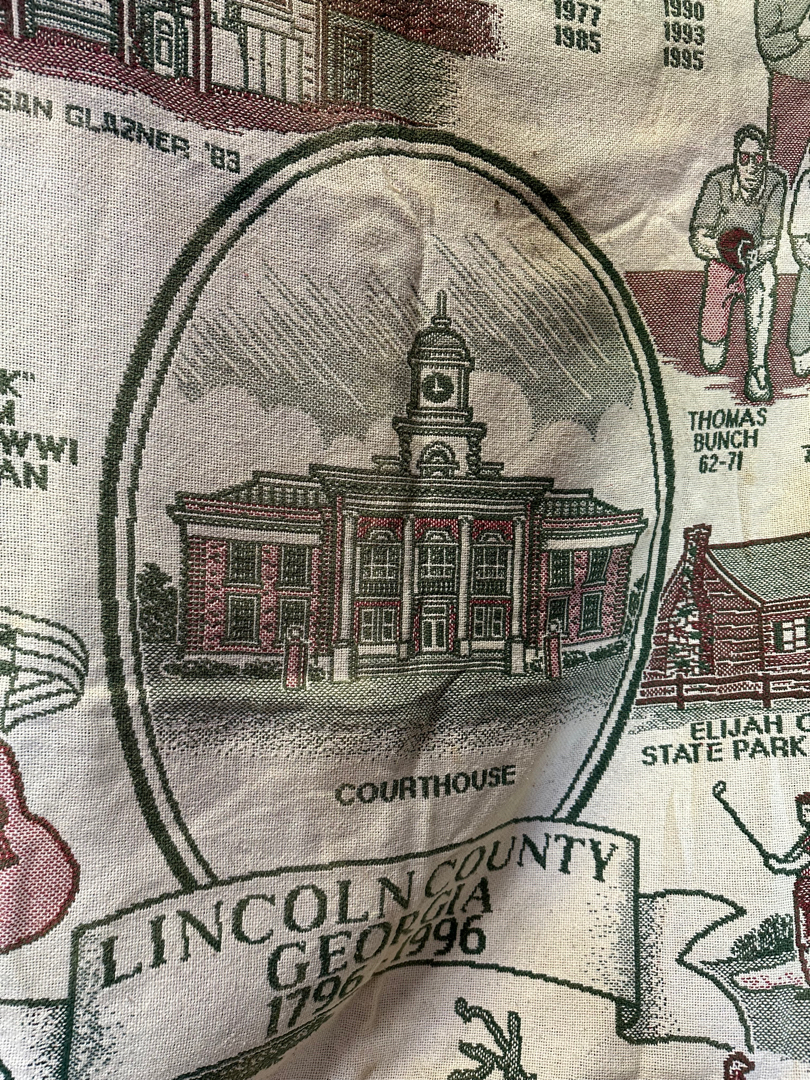 1977
1985
1990
1993
1995
SAN GLAZNER '83
K"
M
WWI
AN
THOMAS
BUNCH
62-71
ELIJAH
STATE PARK
COURTHOUSE
LINCOLN COUNTY
GEORGIA
1796-1996